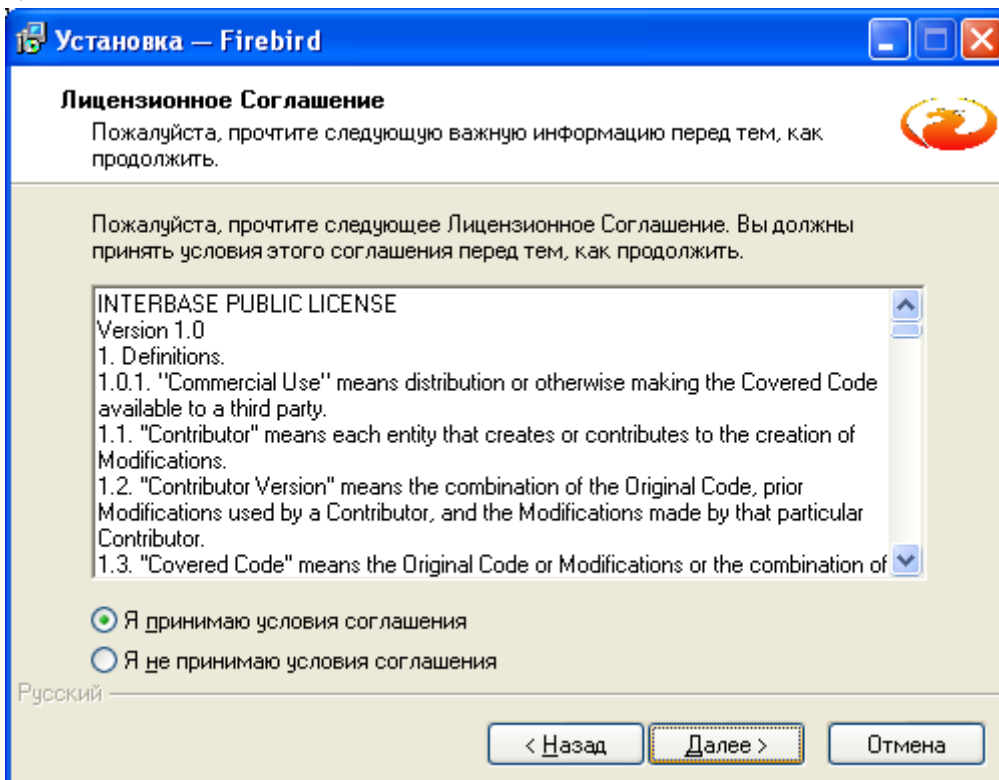 Установка — Firebird
Лицензионное Соглашение
Пожалуйста, прочтите следующую важную информацию перед тем, как
продолжить.
Пожалуйста, прочтите следующее Лицензионное Соглашение. Вы должны
принять условия этого соглашения перед тем, как продолжить.
INTERBASE PUBLIC LICENSE
Version 1.0
1. Definitions.
1.0.1. "Commercial Use" means distribution or otherwise making the Covered Code
available to a third party.
1.1. "Contributor" means each entity that creates or contributes to the creation of
Modifications.
1.2. "Contributor Version" means the combination of the Original Code, prior
Modifications used by a Contributor, and the Modifications made by that particular
Contributor.
1.3. "Covered Code" means the Original Code or Modifications or the combination of
Я принимаю условия соглашения
Я не принимаю условия соглашения
Русский
< Назад
Далее >
Отмена